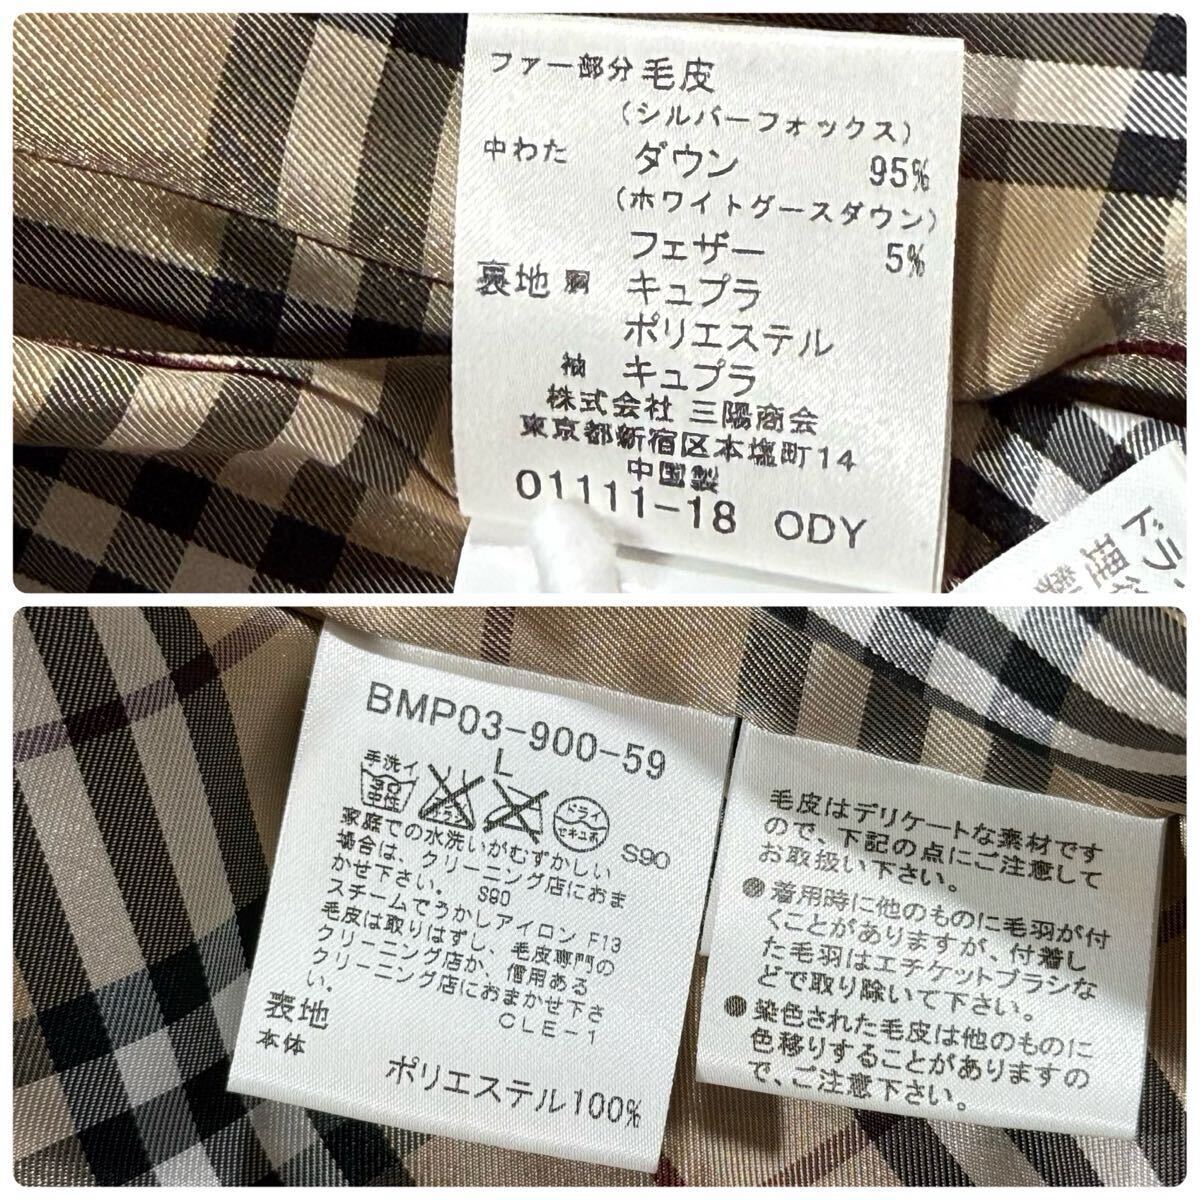 ファー部分 毛皮
(シルバーフォックス)
中わた ダウン 95%
(ホワイトグースダウン)
フェザー 5%
裏地 胴 キュプラ
ポリエステル
袖 キュプラ
株式会社 三陽商会
東京都新宿区本塩町14
中国製
01111-18 ODY
BMP03-900-59
L
手洗イ
中性
エンソ
ドライ
セキユ系
S90
家庭での水洗いがむずかしい
場合は、クリーニング店におま
かせ下さい。 S90
スチームでうかしアイロン F13
毛皮は取りはずし、毛皮専門の
クリーニング店か、信用ある
クリーニング店におまかせ下さ
い。 CLE-1
表地
本体
ポリエステル100%
毛皮はデリケートな素材です
ので、下記の点にご注意して
お取扱い下さい。
●着用時に他のものに毛羽が付
くことがありますが、付着し
た毛羽はエチケットブラシな
どで取り除いて下さい。
●染色された毛皮は他のものに
色移りすることがありますの
で、ご注意下さい。